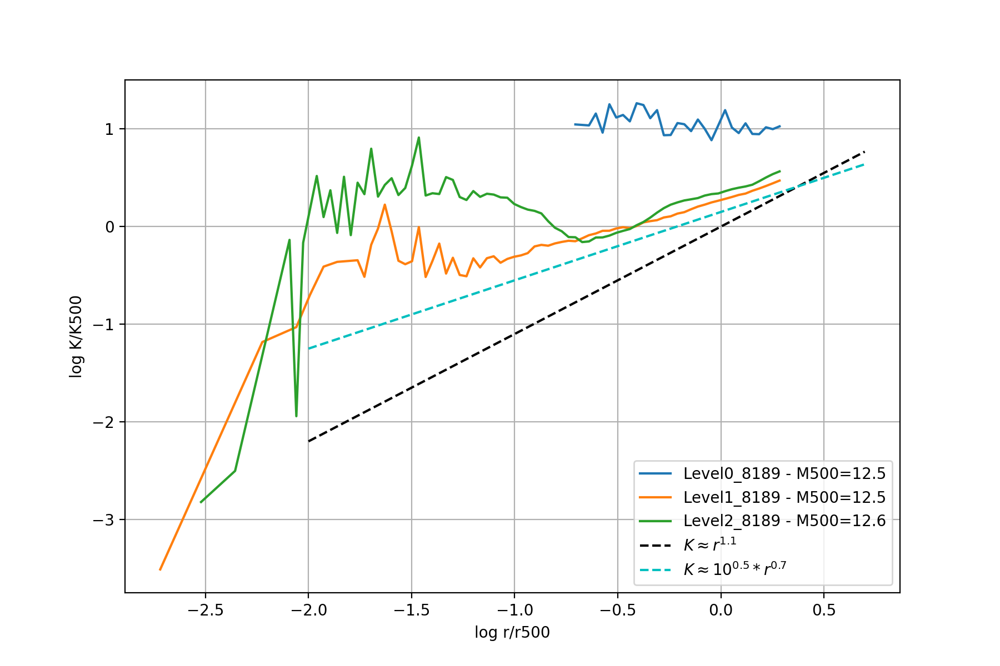 log K/K500
1
0
−1
−2
−3
−2.5
−2.0
−1.5
−1.0
−0.5
0.0
0.5
log r/r500
Level0_8189 - M500=12.5
Level1_8189 - M500=12.5
Level2_8189 - M500=12.6
K ≈ r^1.1
K ≈ 10^0.5 * r^0.7